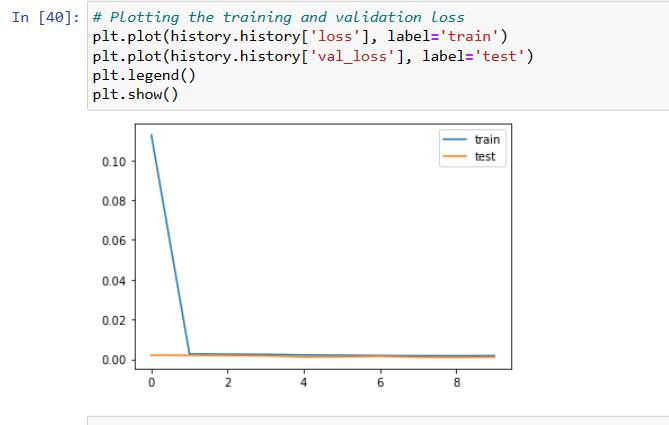 In [40]: # Plotting the training and validation loss
plt.plot(history.history['loss'], label='train')
plt.plot(history.history['val_loss'], label='test')
plt.legend()
plt.show()
train
test
0.10
0.08
0.06
0.04
0.02
0.00
0 2 4 6 8